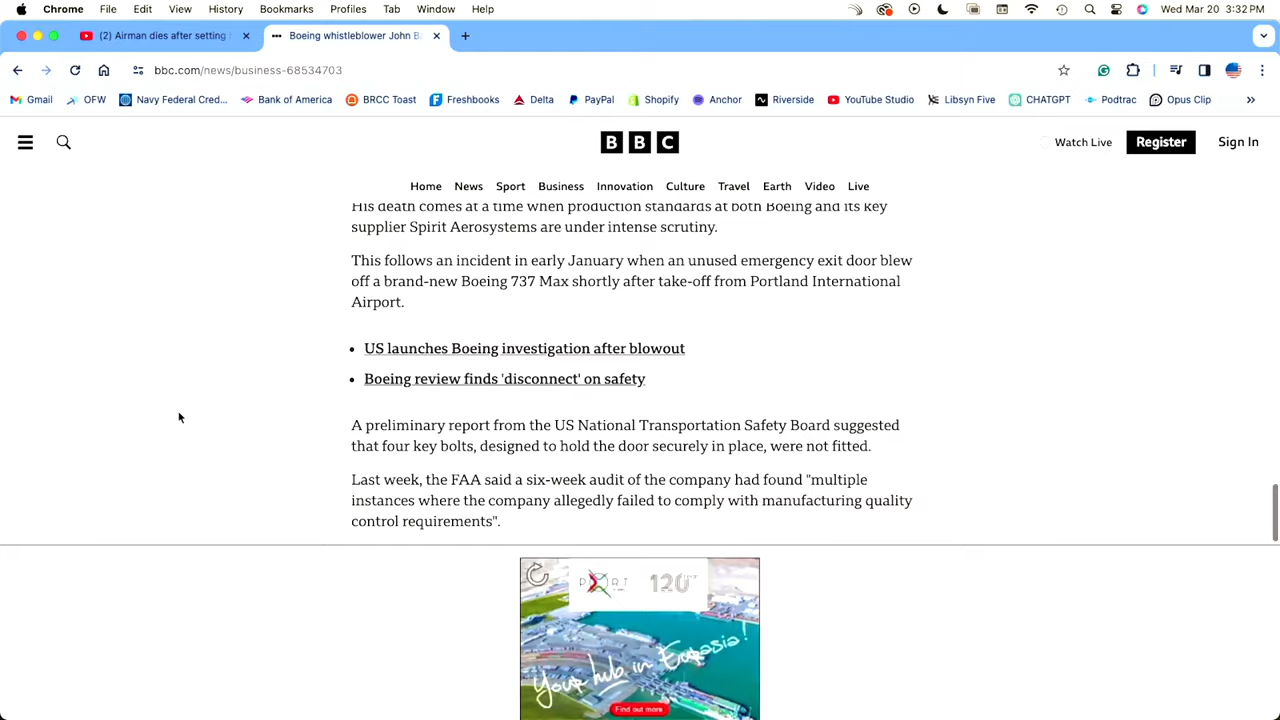 Chrome File Edit View History Bookmarks Profiles Tab Window Help Wed Mar 20 3:32 PM
(2) Airman dies after setting Boeing whistleblower John Ba
bbc.com/news/business-68534703
Gmail OFW Navy Federal Cred... Bank of America BRCC Toast Freshbooks Delta PayPal Shopify Anchor Riverside YouTube Studio Libsyn Five CHATGPT Podtrac Opus Clip
BBC Watch Live Register Sign In
Home News Sport Business Innovation Culture Travel Earth Video Live
His death comes at a time when production standards at both Boeing and its key
supplier Spirit Aerosystems are under intense scrutiny.
This follows an incident in early January when an unused emergency exit door blew
off a brand-new Boeing 737 Max shortly after take-off from Portland International
Airport.
• US launches Boeing investigation after blowout
• Boeing review finds 'disconnect' on safety
A preliminary report from the US National Transportation Safety Board suggested
that four key bolts, designed to hold the door securely in place, were not fitted.
Last week, the FAA said a six-week audit of the company had found "multiple
instances where the company allegedly failed to comply with manufacturing quality
control requirements".
PORT 120
Your hub in Eurasia!
Find out more